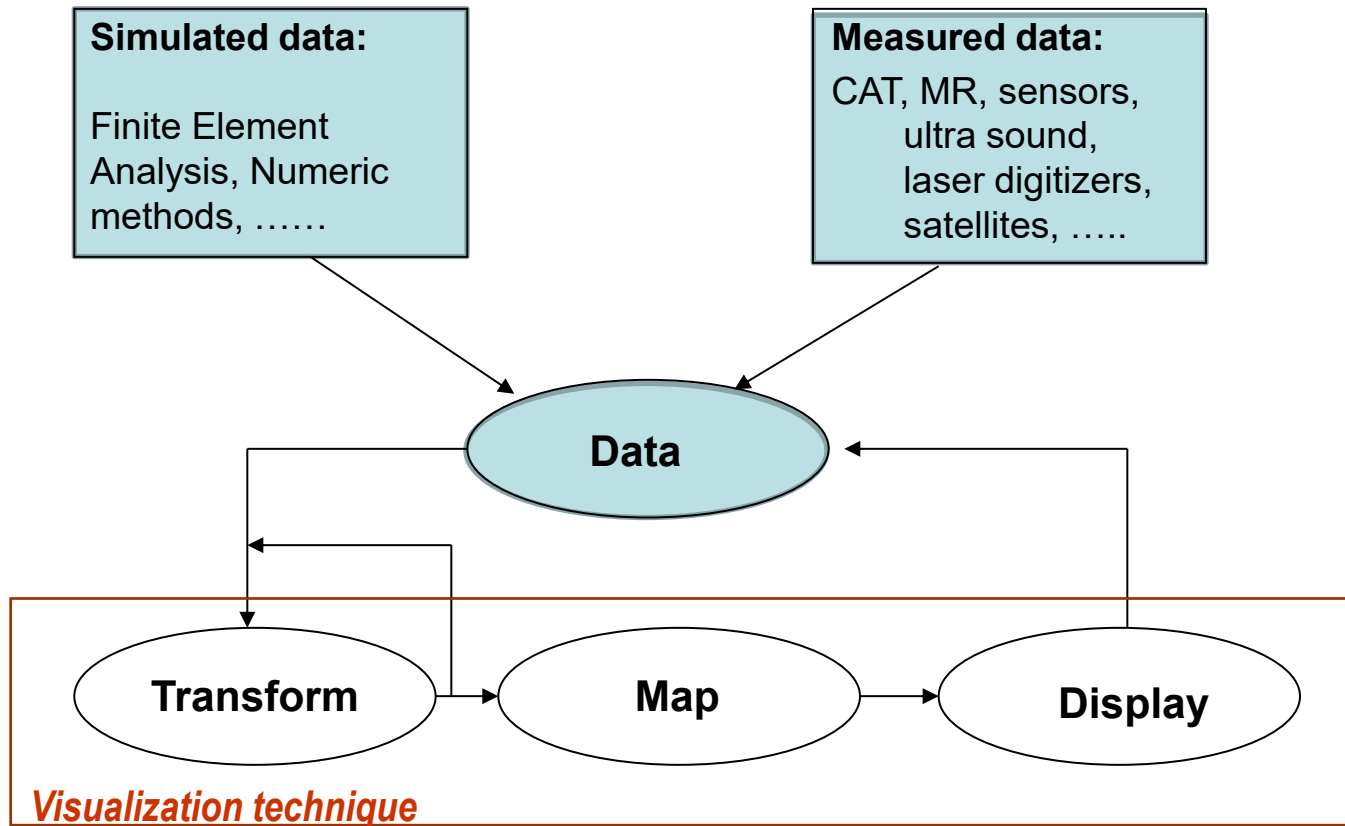 Simulated data:
Finite Element
Analysis, Numeric
methods, ……
Measured data:
CAT, MR, sensors,
ultra sound,
laser digitizers,
satellites, …..
Data
Transform
Map
Display
Visualization technique